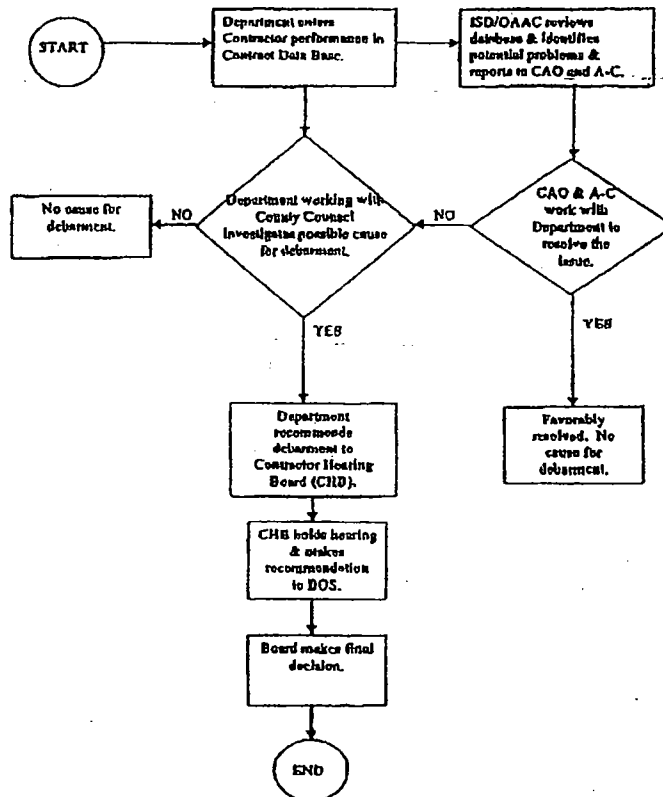 START
Department enters
Contractor performance in
Contract Data Base.
ISD/OAAC reviews
database & identifies
potential problems &
reports to CAO and A-C.
No cause for
debarment.
NO
Department working with
County Counsel
investigates possible cause
for debarment.
NO
CAO & A-C
work with
Department to
resolve the
issue.
YES
YES
Department
recommends
debarment to
Contractor Hearing
Board (CHB).
Favorably
resolved. No
cause for
debarment.
CHB holds hearing
& makes
recommendation
to BOS.
Board makes final
decision.
END